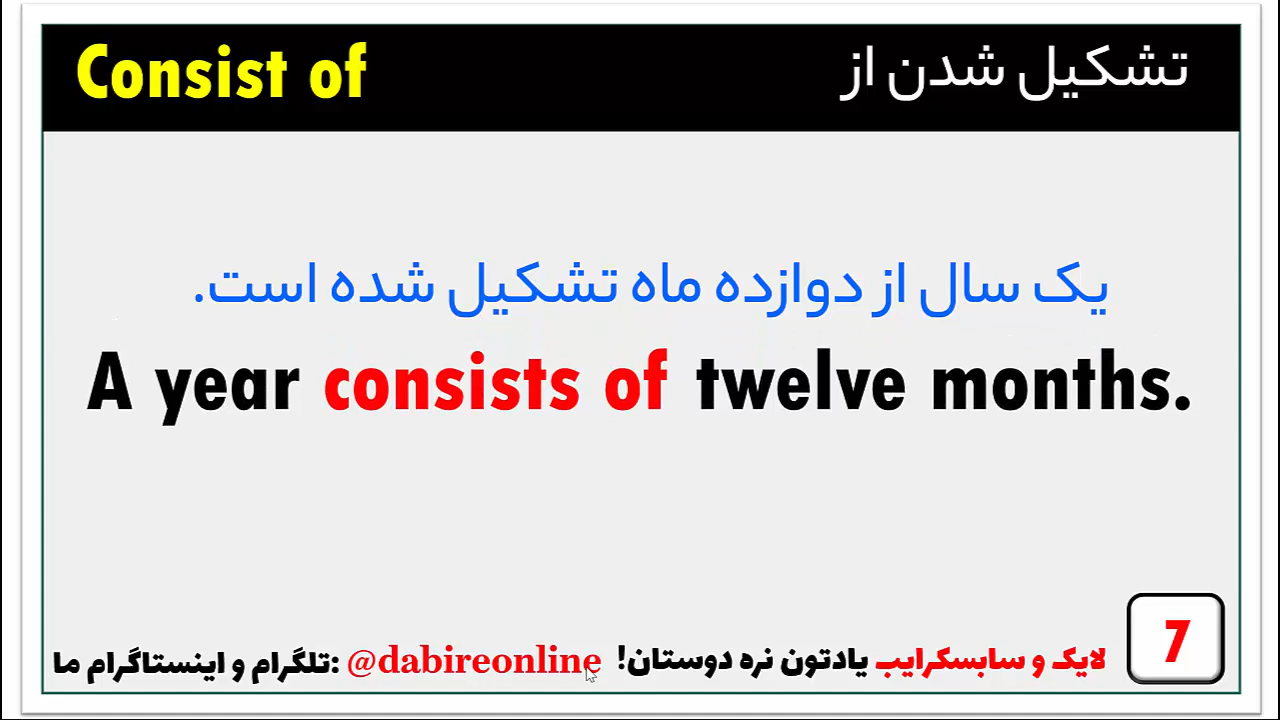 Consist of
تشکیل شدن از
یک سال از دوازده ماه تشکیل شده است.
A year consists of twelve months.
7
لایک و سابسکرایب یادتون نره دوستان!
@dabireonline :تلگرام و اینستاگرام ما